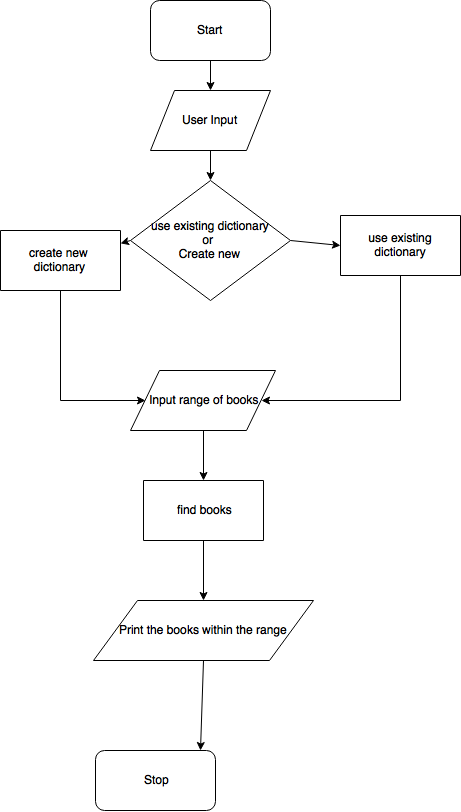 Start
User Input
use existing dictionary
or
Create new
create new
dictionary
use existing
dictionary
Input range of books
find books
Print the books within the range
Stop